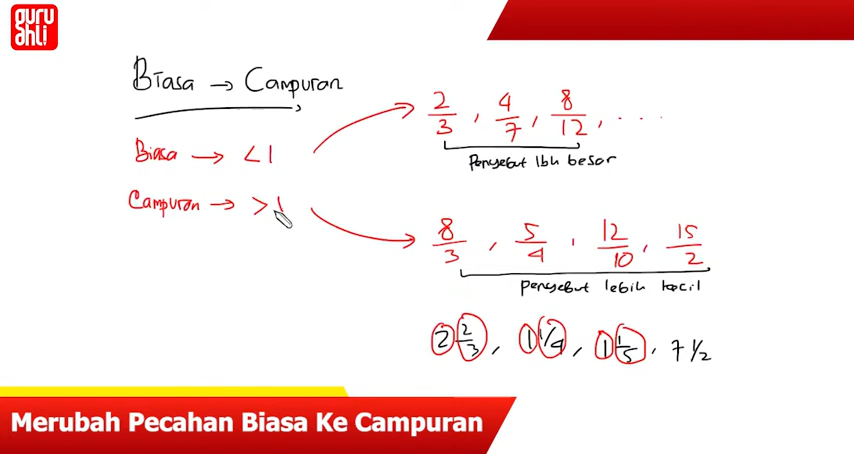 guru
ahli
Biasa → Campuran
Biasa → < 1
2/3 , 4/7 , 8/12 , . . . .
Penyebut lbh besar
Campuran → > 1
8/3 , 5/4 , 12/10 , 15/2
penyebut lebih kecil
2 2/3 , 1 1/4 , 1 1/5 , 7 1/2
Merubah Pecahan Biasa Ke Campuran